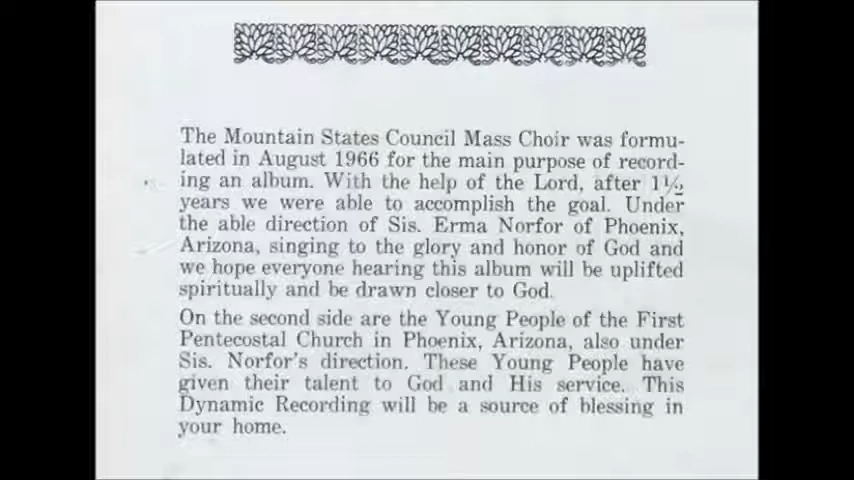 The Mountain States Council Mass Choir was formu-
lated in August 1966 for the main purpose of record-
ing an album. With the help of the Lord, after 1½
years we were able to accomplish the goal. Under
the able direction of Sis. Erma Norfor of Phoenix,
Arizona, singing to the glory and honor of God and
we hope everyone hearing this album will be uplifted
spiritually and be drawn closer to God.
On the second side are the Young People of the First
Pentecostal Church in Phoenix, Arizona, also under
Sis. Norfor's direction. These Young People have
given their talent to God and His service. This
Dynamic Recording will be a source of blessing in
your home.